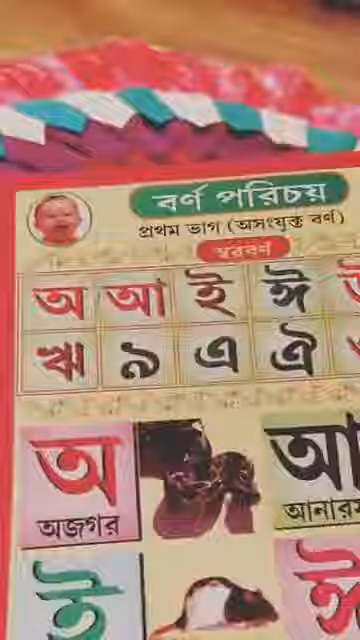 বর্ণ পরিচয়
প্রথম ভাগ (অসংযুক্ত বর্ণ)
স্বরবর্ণ
অ আ ই ঈ
ঋ ৯ এ ঐ
অ আ
অজগর
ই ঈ